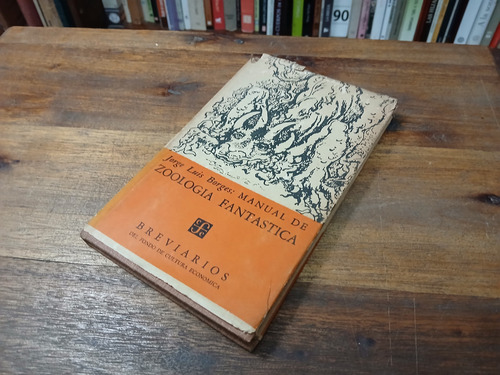 Jorge Luis Borges: MANUAL DE
ZOOLOGIA FANTASTICA
BREVIARIOS
DEL FONDO DE CULTURA ECONOMICA
90